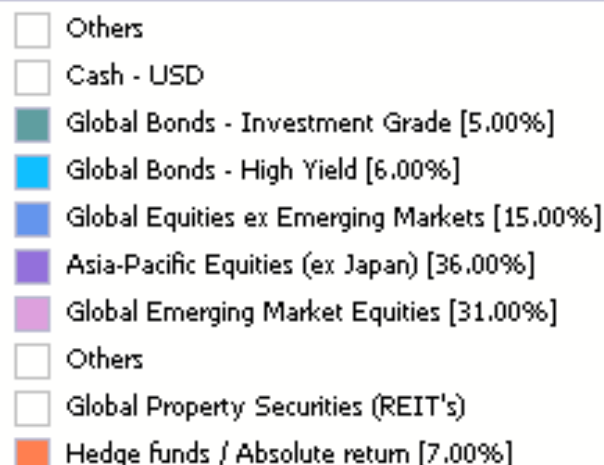 Others
Cash - USD
Global Bonds - Investment Grade [5.00%]
Global Bonds - High Yield [6.00%]
Global Equities ex Emerging Markets [15.00%]
Asia-Pacific Equities (ex Japan) [36.00%]
Global Emerging Market Equities [31.00%]
Others
Global Property Securities (REIT's)
Hedge funds / Absolute return [7.00%]